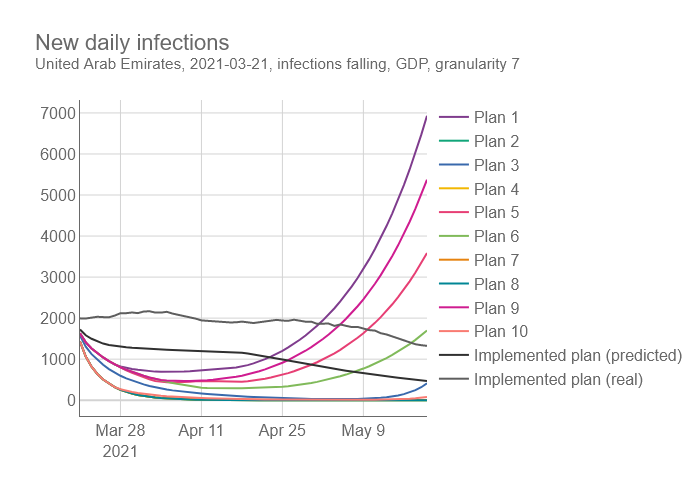 New daily infections
United Arab Emirates, 2021-03-21, infections falling, GDP, granularity 7
7000
6000
5000
4000
3000
2000
1000
0
Mar 28
2021
Apr 11
Apr 25
May 9
Plan 1
Plan 2
Plan 3
Plan 4
Plan 5
Plan 6
Plan 7
Plan 8
Plan 9
Plan 10
Implemented plan (predicted)
Implemented plan (real)